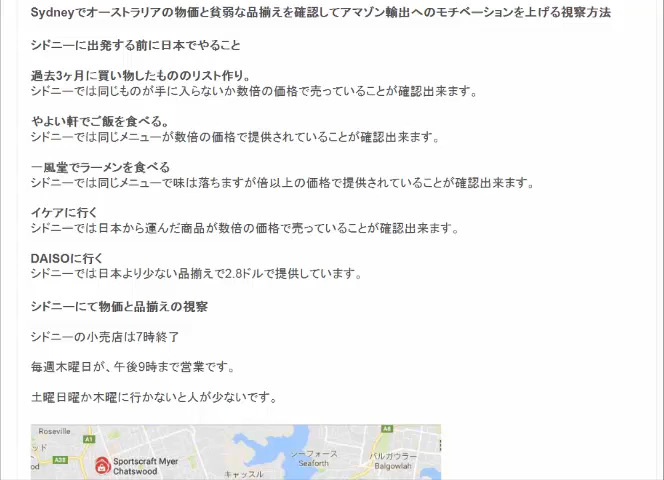 Sydneyでオーストラリアの物価と貧弱な品揃えを確認してアマゾン輸出へのモチベーションを上げる視察方法
シドニーに出発する前に日本でやること
過去3ヶ月に買い物したもののリスト作り。
シドニーでは同じものが手に入らないか数倍の価格で売っていることが確認出来ます。
やよい軒でご飯を食べる。
シドニーでは同じメニューが数倍の価格で提供されていることが確認出来ます。
一風堂でラーメンを食べる
シドニーでは同じメニューで味は落ちますが倍以上の価格で提供されていることが確認出来ます。
イケアに行く
シドニーでは日本から運んだ商品が数倍の価格で売っていることが確認出来ます。
DAISOに行く
シドニーでは日本より少ない品揃えで2.8ドルで提供しています。
シドニーにて物価と品揃えの視察
シドニーの小売店は7時終了
毎週木曜日が、午後9時まで営業です。
土曜日曜か木曜に行かないと人が少ないです。
Roseville
A1
A8
シーフォース
Seaforth
バルガウラー
Balgowlah
ッド
od
A38
Sportscraft Myer
Chatswood
キャッスル